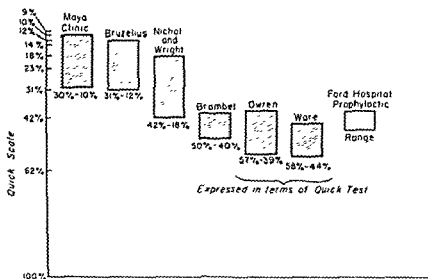 9%
10%
12%
14%
18%
23%
31%
42%
62%
100%
Quick Scale
Mayo
Clinic
30%-10%
Bruzelius
31%-12%
Nichol
and
Wright
42%-18%
Brambel
50%-40%
Owren
57%-39%
Ware
58%-44%
Ford Hospital
Prophylactic
Range
Expressed in terms of Quick Test